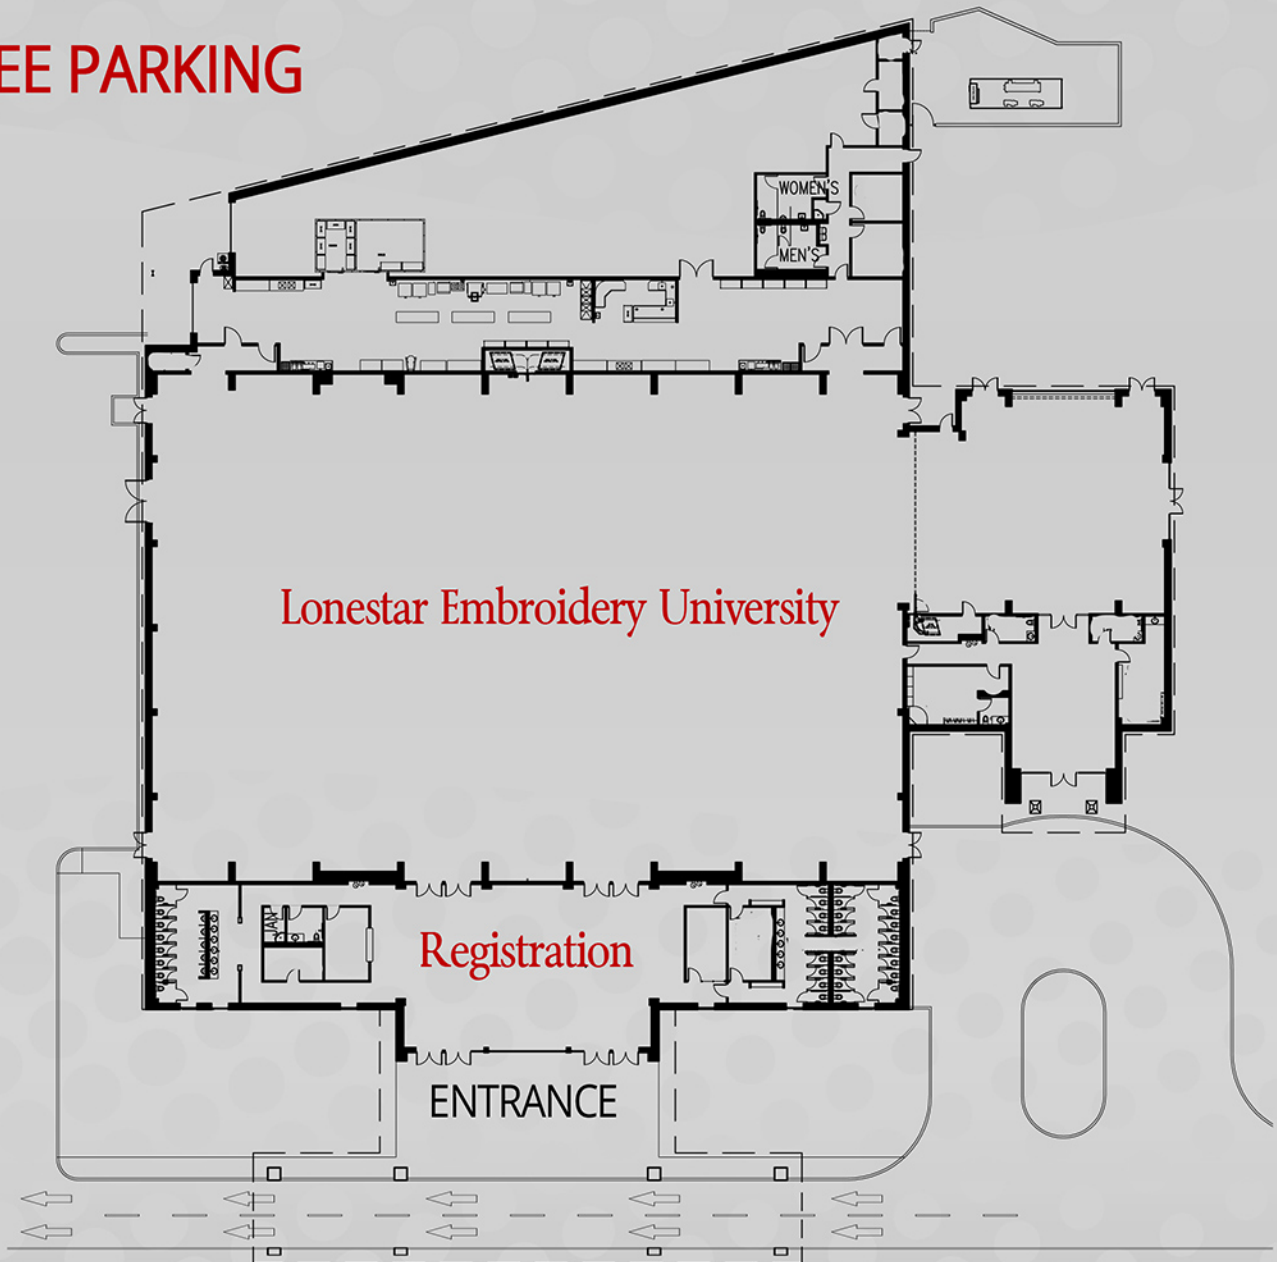 EE PARKING
WOMEN'S
MEN'S
Lonestar Embroidery University
JAN
Registration
ENTRANCE